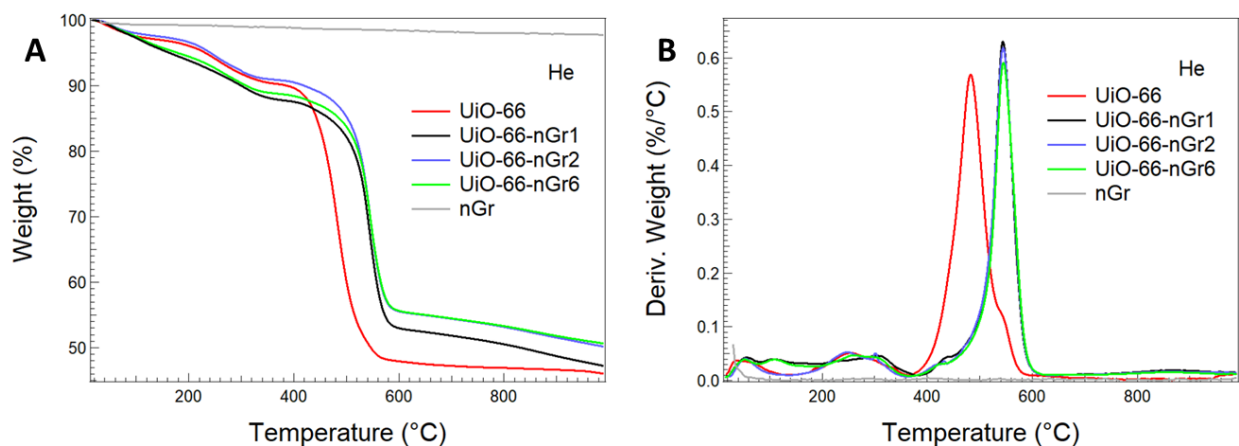 A
Weight (%)
100
90
80
70
60
50
He
UiO-66
UiO-66-nGr1
UiO-66-nGr2
UiO-66-nGr6
nGr
200
400
600
800
Temperature (°C)
B
Deriv. Weight (%/°C)
0.6
0.5
0.4
0.3
0.2
0.1
0.0
He
UiO-66
UiO-66-nGr1
UiO-66-nGr2
UiO-66-nGr6
nGr
200
400
600
800
Temperature (°C)